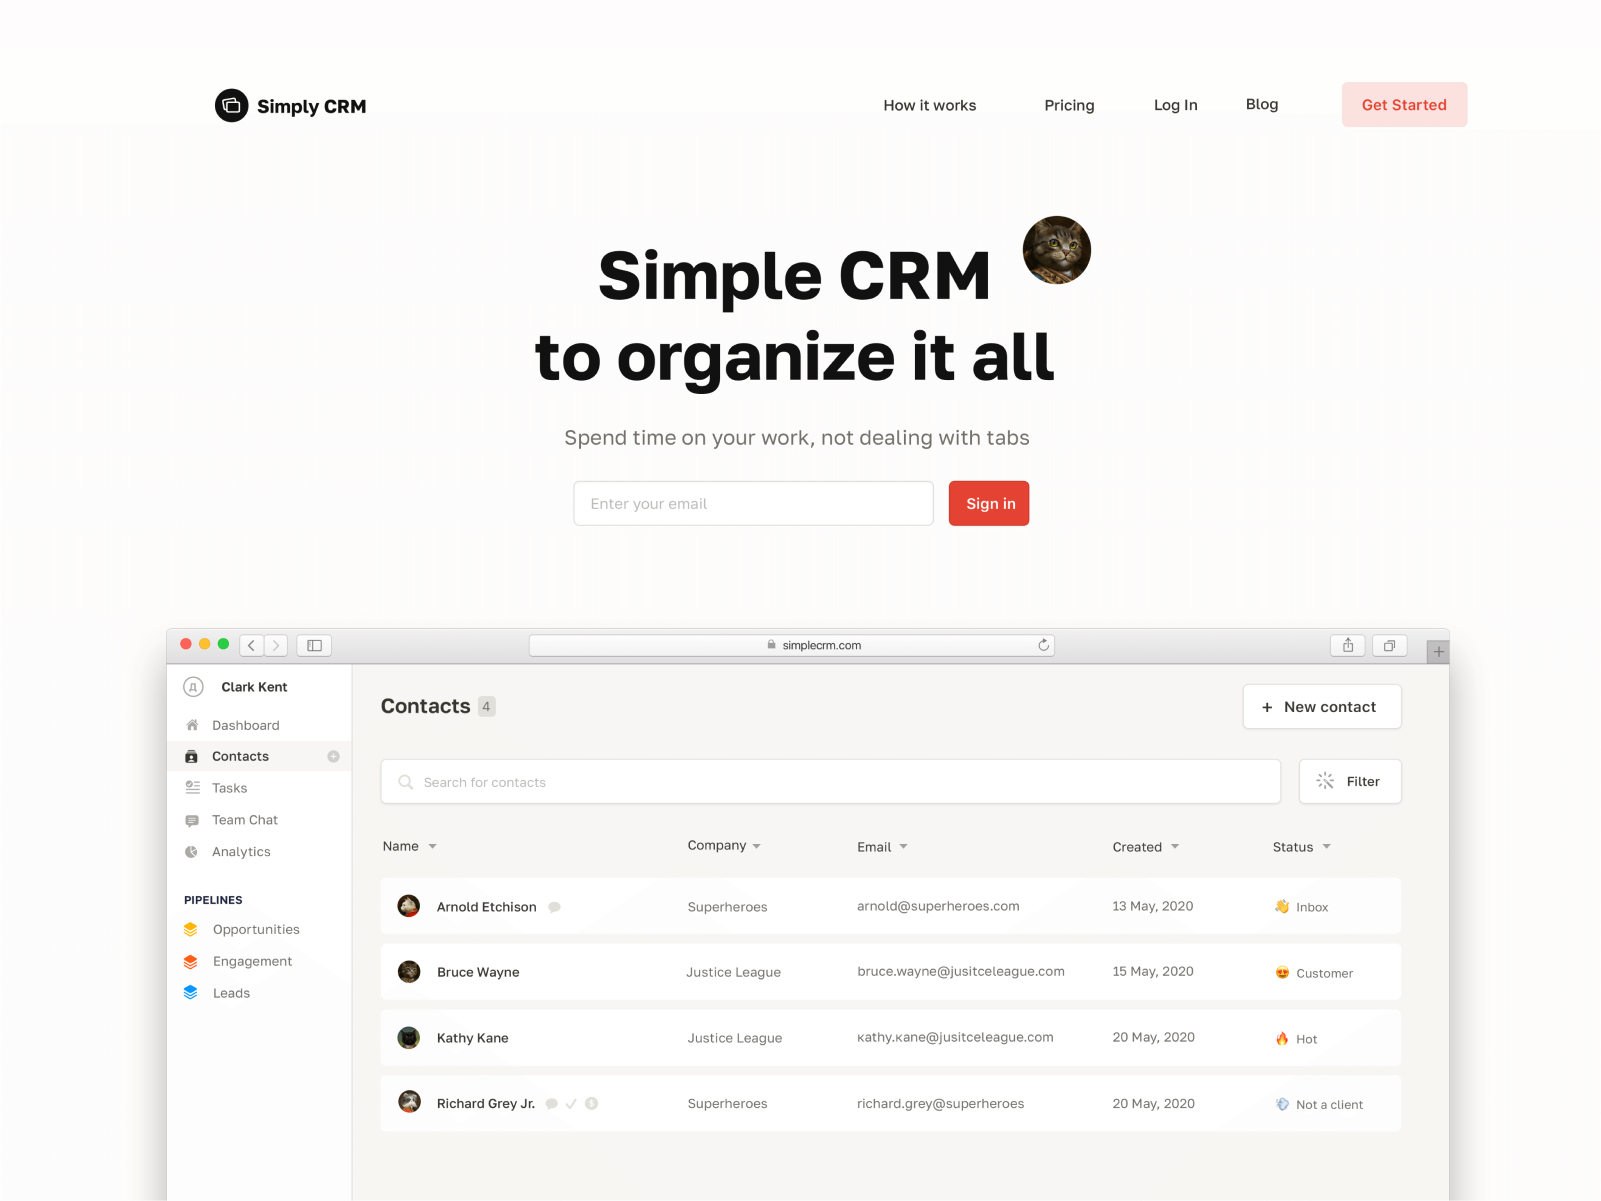 Simply CRM
How it works Pricing Log In Blog Get Started
Simple CRM
to organize it all
Spend time on your work, not dealing with tabs
Enter your email Sign in
simplecrm.com
Д Clark Kent
Dashboard
Contacts
Tasks
Team Chat
Analytics
PIPELINES
Opportunities
Engagement
Leads
Contacts 4 + New contact
Search for contacts Filter
Name Company Email Created Status
Arnold Etchison Superheroes arnold@superheroes.com 13 May, 2020 Inbox
Bruce Wayne Justice League bruce.wayne@jusitceleague.com 15 May, 2020 Customer
Kathy Kane Justice League кathy.кane@jusitceleague.com 20 May, 2020 Hot
Richard Grey Jr. Superheroes richard.grey@superheroes 20 May, 2020 Not a client